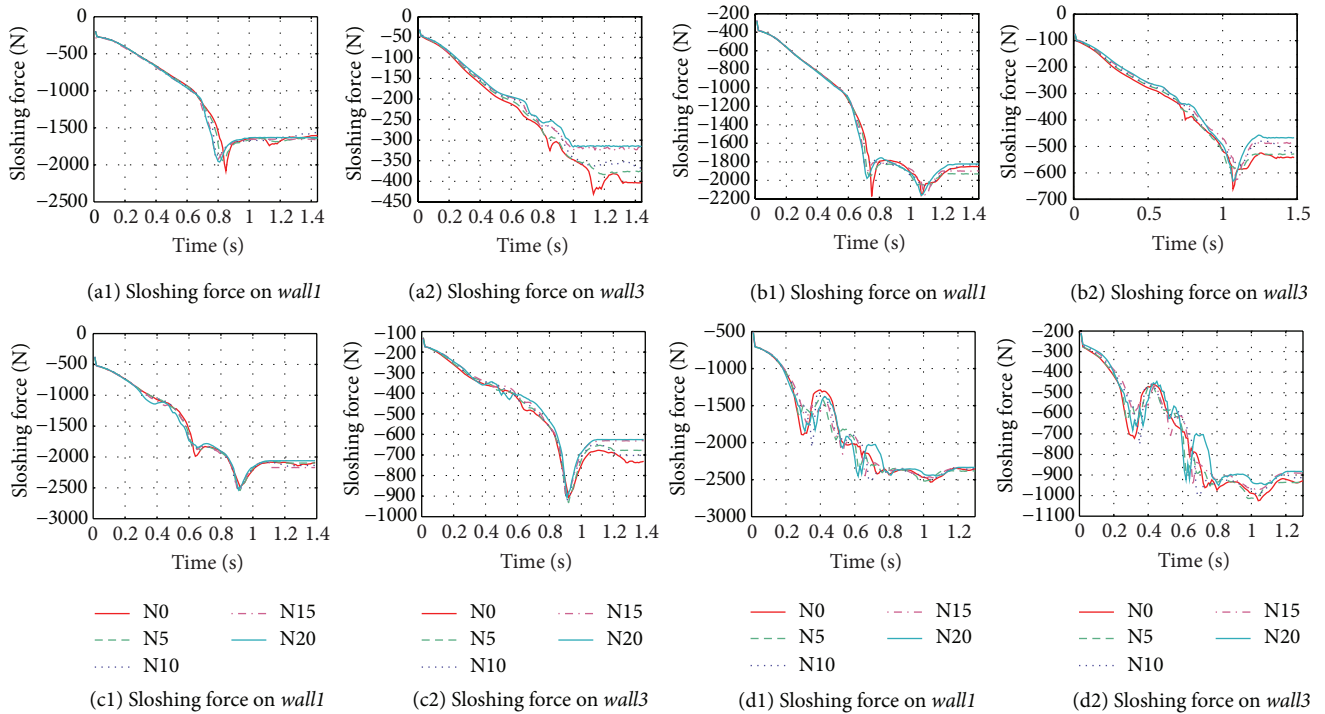 Sloshing force (N)
0
−500
−1000
−1500
−2000
−2500
0 0.2 0.4 0.6 0.8 1 1.2 1.4
Time (s)
(a1) Sloshing force on wall1
Sloshing force (N)
0
−50
−100
−150
−200
−250
−300
−350
−400
−450
0 0.2 0.4 0.6 0.8 1 1.2 1.4
Time (s)
(a2) Sloshing force on wall3
Sloshing force (N)
−200
−400
−600
−800
−1000
−1200
−1400
−1600
−1800
−2000
−2200
0 0.2 0.4 0.6 0.8 1 1.2 1.4
Time (s)
(b1) Sloshing force on wall1
Sloshing force (N)
0
−100
−200
−300
−400
−500
−600
−700
0 0.5 1 1.5
Time (s)
(b2) Sloshing force on wall3
Sloshing force (N)
0
−500
−1000
−1500
−2000
−2500
−3000
0 0.2 0.4 0.6 0.8 1 1.2 1.4
Time (s)
N0 N15
N5 N20
N10
(c1) Sloshing force on wall1
Sloshing force (N)
−100
−200
−300
−400
−500
−600
−700
−800
−900
−1000
0 0.2 0.4 0.6 0.8 1 1.2 1.4
Time (s)
N0 N15
N5 N20
N10
(c2) Sloshing force on wall3
Sloshing force (N)
−500
−1000
−1500
−2000
−2500
−3000
0 0.2 0.4 0.6 0.8 1 1.2
Time (s)
N0 N15
N5 N20
N10
(d1) Sloshing force on wall1
Sloshing force (N)
−200
−300
−400
−500
−600
−700
−800
−900
−1000
−1100
0 0.2 0.4 0.6 0.8 1 1.2
Time (s)
N0 N15
N5 N20
N10
(d2) Sloshing force on wall3